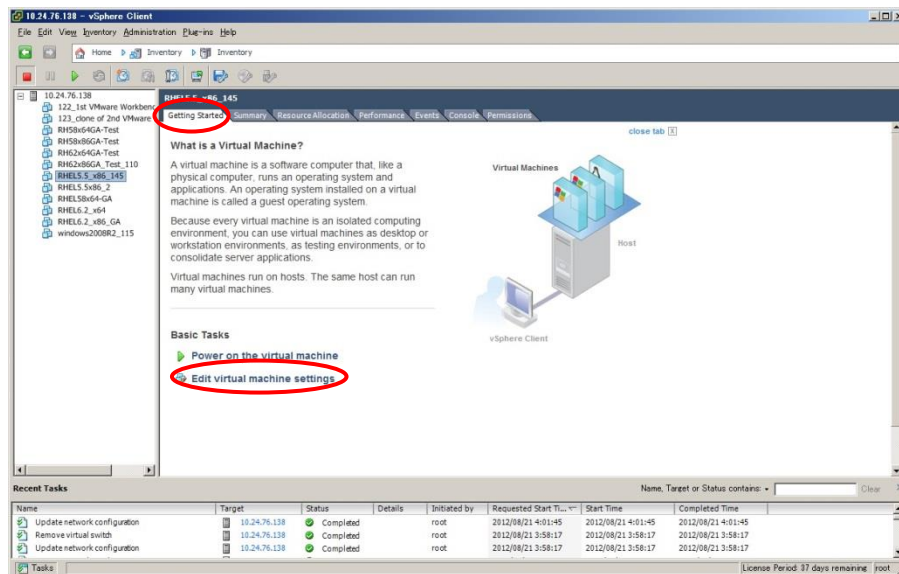 10.24.76.138 - vSphere Client
File Edit View Inventory Administration Plug-ins Help
Home Inventory Inventory
10.24.76.138
122_1st VMware Workbenc
123_clone of 2nd VMware
RH58x64GA-Test
RH58x86GA-Test
RH62x64GA-Test
RH62x86GA_Test_110
RHEL5.5_x86_145
RHEL5.5x86_2
RHEL58x64-GA
RHEL6.2_x64
RHEL6.2_x86_GA
windows2008R2_115
RHEL5.5_x86_145
Getting Started Summary Resource Allocation Performance Events Console Permissions
close tab
What is a Virtual Machine?
A virtual machine is a software computer that, like a
physical computer, runs an operating system and
applications. An operating system installed on a virtual
machine is called a guest operating system.
Because every virtual machine is an isolated computing
environment, you can use virtual machines as desktop or
workstation environments, as testing environments, or to
consolidate server applications.
Virtual machines run on hosts. The same host can run
many virtual machines.
Basic Tasks
Power on the virtual machine
Edit virtual machine settings
Virtual Machines
Host
vSphere Client
Recent Tasks
Name, Target or Status contains: Clear
Name Target Status Details Initiated by Requested Start Ti... Start Time Completed Time
Update network configuration 10.24.76.138 Completed root 2012/08/21 4:01:45 2012/08/21 4:01:45 2012/08/21 4:01:45
Remove virtual switch 10.24.76.138 Completed root 2012/08/21 3:58:17 2012/08/21 3:58:17 2012/08/21 3:58:17
Update network configuration 10.24.76.138 Completed root 2012/08/21 3:58:17 2012/08/21 3:58:17 2012/08/21 3:58:17
Tasks License Period: 37 days remaining root